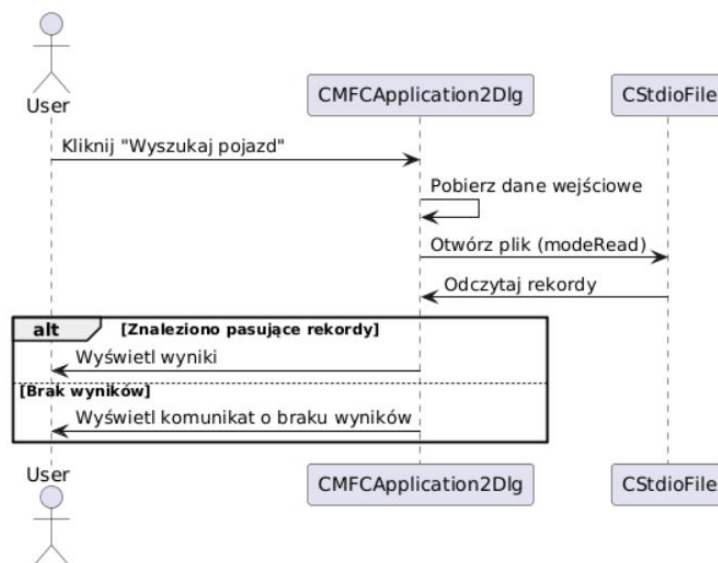 User
CMFCApplication2Dlg
CStdioFile
Kliknij "Wyszukaj pojazd"
Pobierz dane wejściowe
Otwórz plik (modeRead)
Odczytaj rekordy
alt [Znaleziono pasujące rekordy]
Wyświetl wyniki
[Brak wyników]
Wyświetl komunikat o braku wyników
User
CMFCApplication2Dlg
CStdioFile